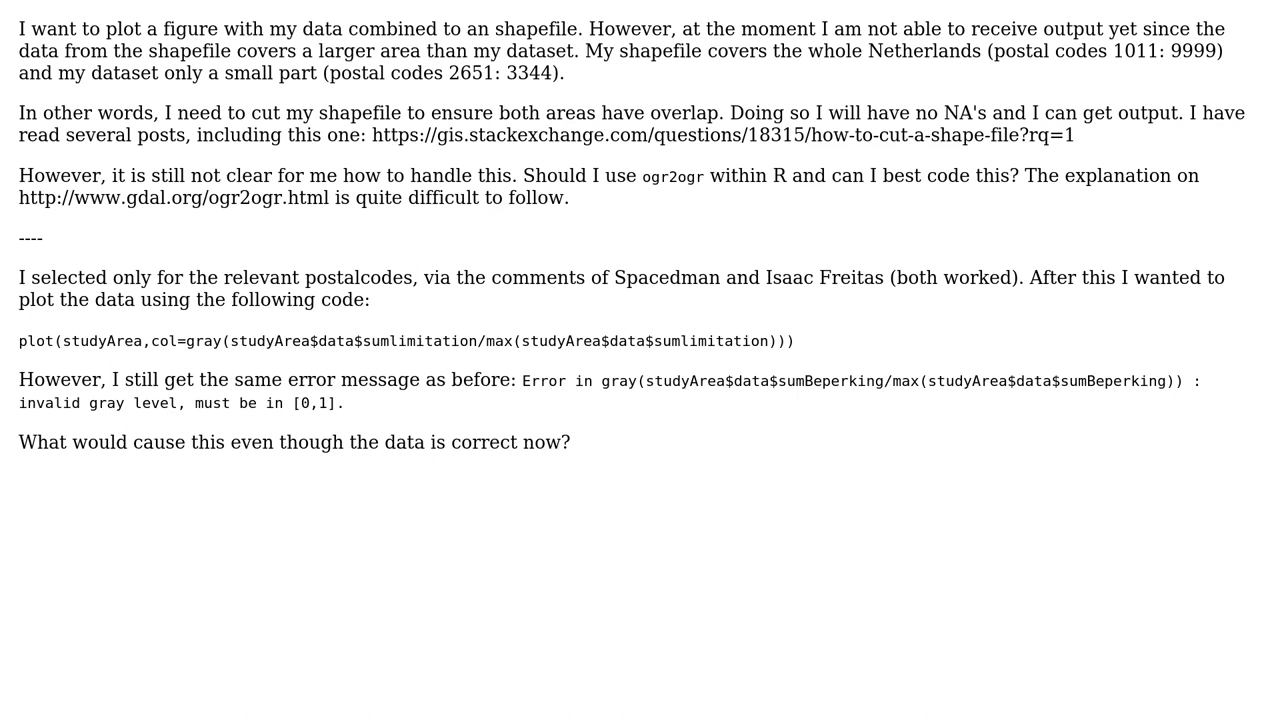 I want to plot a figure with my data combined to an shapefile. However, at the moment I am not able to receive output yet since the
data from the shapefile covers a larger area than my dataset. My shapefile covers the whole Netherlands (postal codes 1011: 9999)
and my dataset only a small part (postal codes 2651: 3344).
In other words, I need to cut my shapefile to ensure both areas have overlap. Doing so I will have no NA's and I can get output. I have
read several posts, including this one: https://gis.stackexchange.com/questions/18315/how-to-cut-a-shape-file?rq=1
However, it is still not clear for me how to handle this. Should I use ogr2ogr within R and can I best code this? The explanation on
http://www.gdal.org/ogr2ogr.html is quite difficult to follow.
----
I selected only for the relevant postalcodes, via the comments of Spacedman and Isaac Freitas (both worked). After this I wanted to
plot the data using the following code:
plot(studyArea,col=gray(studyArea$data$sumlimitation/max(studyArea$data$sumlimitation)))
However, I still get the same error message as before: Error in gray(studyArea$data$sumBeperking/max(studyArea$data$sumBeperking)) :
invalid gray level, must be in [0,1].
What would cause this even though the data is correct now?